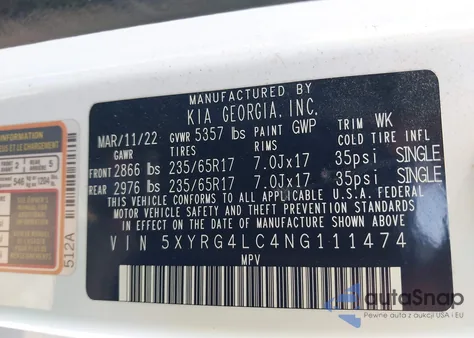 MANUFACTURED BY
KIA GEORGIA, INC.
MAR/11/22 GVWR 5357 lbs PAINT GWP TRIM WK
GAWR TIRES RIMS COLD TIRE INFL
FRONT 2866 lbs 235/65R17 7.0Jx17 35psi SINGLE
REAR 2976 lbs 235/65R17 7.0Jx17 35psi SINGLE
THIS VEHICLE CONFORMS TO ALL APPLICABLE U.S.A. FEDERAL
MOTOR VEHICLE SAFETY, BUMPER, AND THEFT PREVENTION STANDARDS IN
EFFECT ON THE DATE OF MANUFACTURE SHOWN ABOVE.
VIN 5XYRG4LC4NG111474
MPV
512A
autoSnap
Pewne auta z aukcji USA i EU